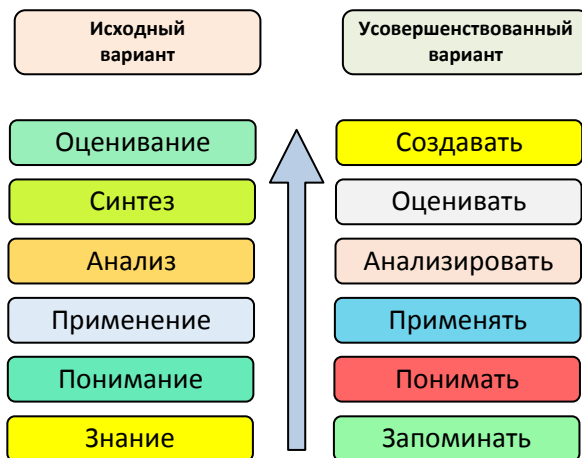 Исходный
вариант
Усовершенствованный
вариант
Оценивание
Создавать
Синтез
Оценивать
Анализ
Анализировать
Применение
Применять
Понимание
Понимать
Знание
Запоминать